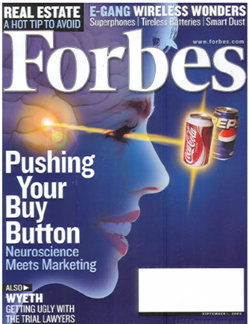 REAL ESTATE
A HOT TIP TO AVOID
E-GANG WIRELESS WONDERS
Superphones | Tireless Batteries | Smart Dust
www.forbes.com
Forbes
Coca-Cola
PEPSI
Pushing
Your
Buy
Button
Neuroscience
Meets Marketing
ALSO
WYETH
GETTING UGLY WITH
THE TRIAL LAWYERS
SEPTEMBER 1, 2003